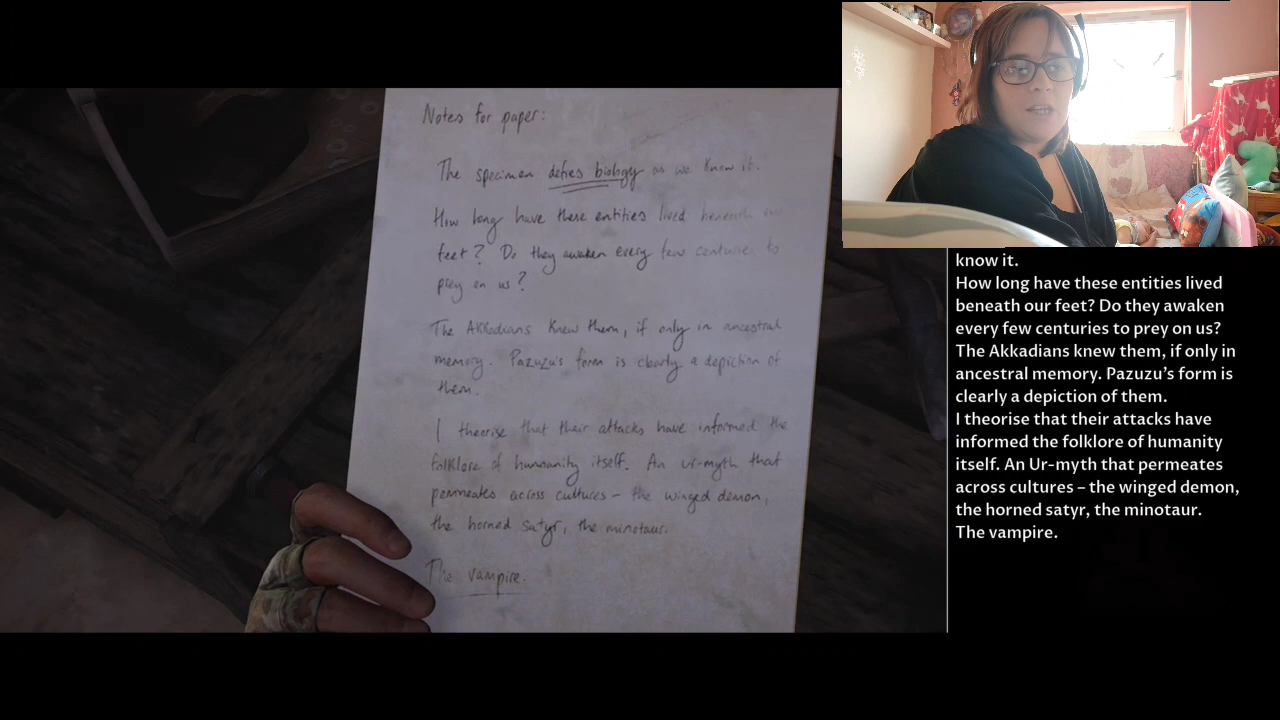 Notes for paper:
The specimen defies biology as we know it.
How long have these entities lived beneath our
feet? Do they awaken every few centuries to
prey on us?
The Akkadians knew them, if only in ancestral
memory. Pazuzu's form is clearly a depiction of
them.
I theorise that their attacks have informed the
folklore of humanity itself. An ur-myth that
permeates across cultures – the winged demon,
the horned satyr, the minotaur.
The vampire.
know it.
How long have these entities lived
beneath our feet? Do they awaken
every few centuries to prey on us?
The Akkadians knew them, if only in
ancestral memory. Pazuzu's form is
clearly a depiction of them.
I theorise that their attacks have
informed the folklore of humanity
itself. An Ur-myth that permeates
across cultures – the winged demon,
the horned satyr, the minotaur.
The vampire.